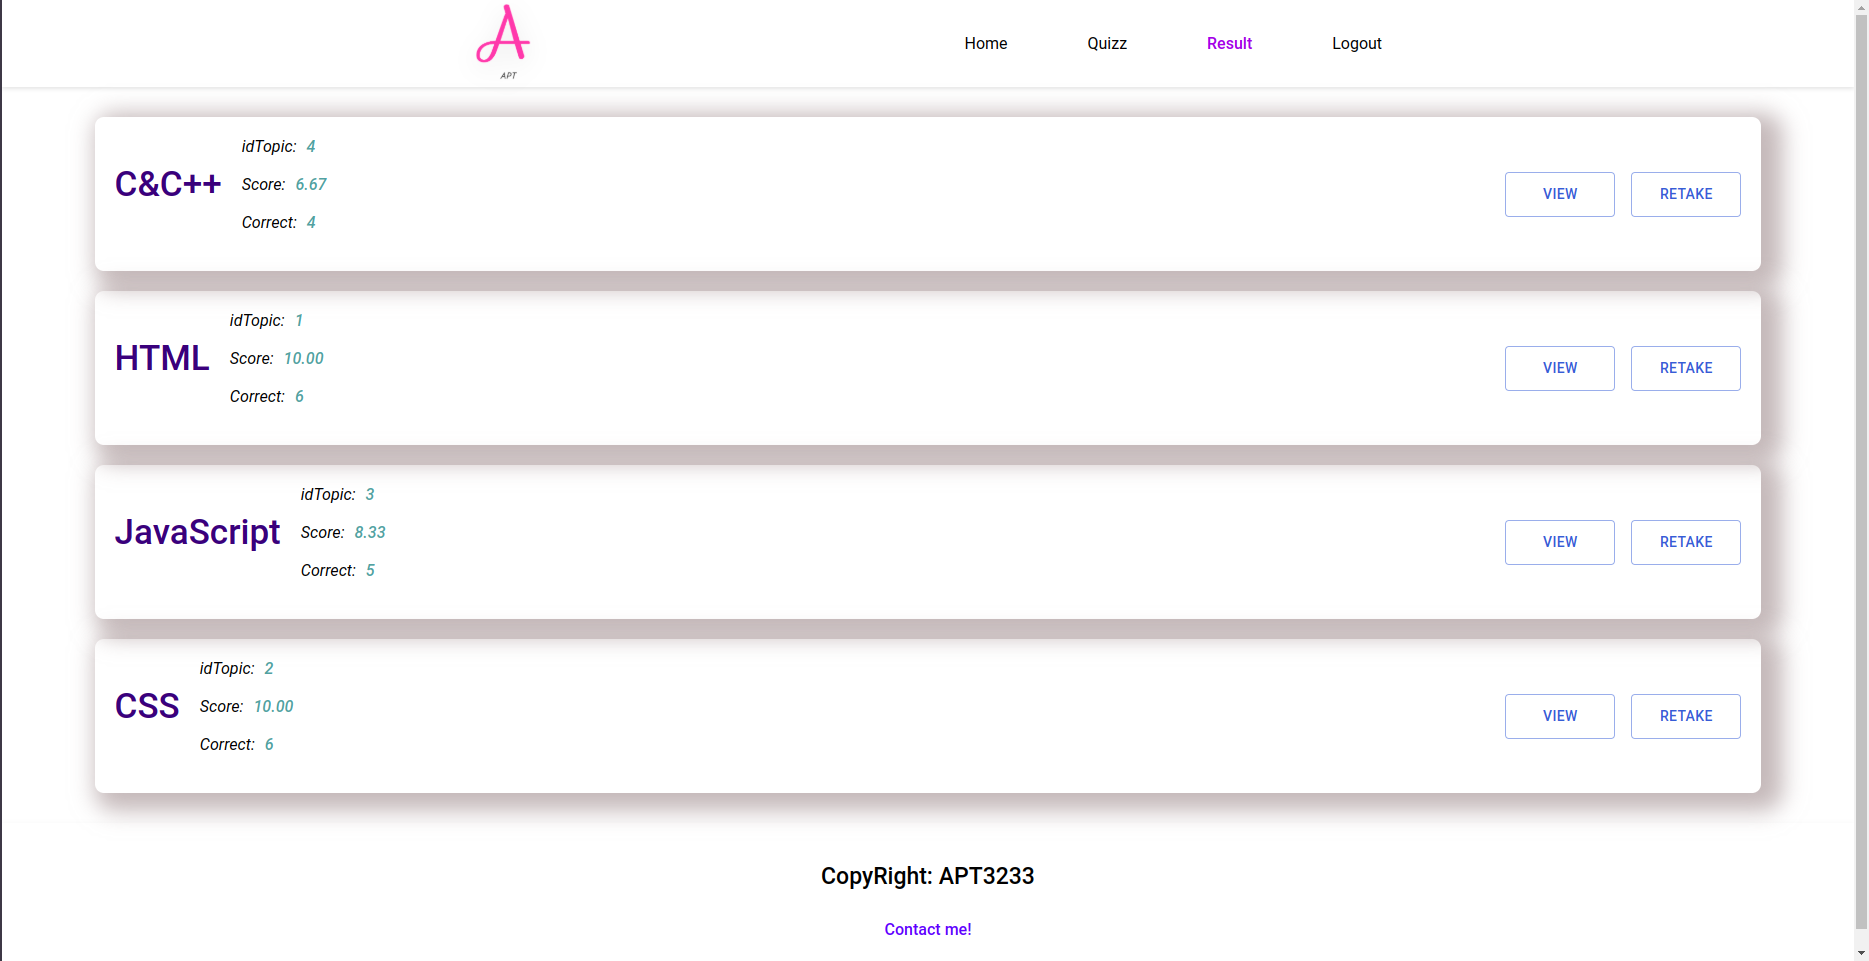 A
APT
Home Quizz Result Logout
C&C++
idTopic: 4
Score: 6.67
Correct: 4
VIEW RETAKE
HTML
idTopic: 1
Score: 10.00
Correct: 6
VIEW RETAKE
JavaScript
idTopic: 3
Score: 8.33
Correct: 5
VIEW RETAKE
CSS
idTopic: 2
Score: 10.00
Correct: 6
VIEW RETAKE
CopyRight: APT3233
Contact me!